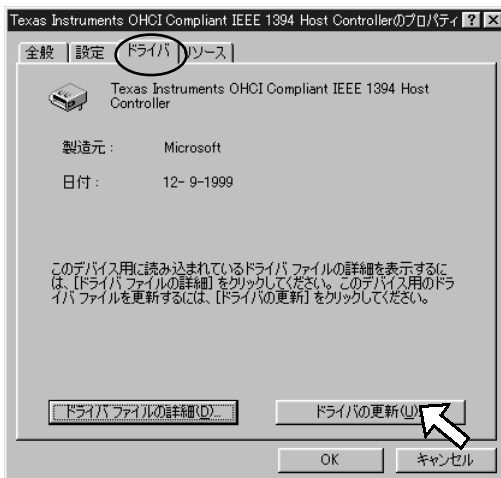 Texas Instruments OHCI Compliant IEEE 1394 Host Controllerのプロパティ
全般 設定 ドライバ リソース
Texas Instruments OHCI Compliant IEEE 1394 Host
Controller
製造元: Microsoft
日付: 12- 9-1999
このデバイス用に読み込まれているドライバ ファイルの詳細を表示するに
は、[ドライバ ファイルの詳細] をクリックしてください。このデバイス用のドラ
イバ ファイルを更新するには、[ドライバの更新] をクリックしてください。
ドライバ ファイルの詳細(D)... ドライバの更新(U)
OK キャンセル